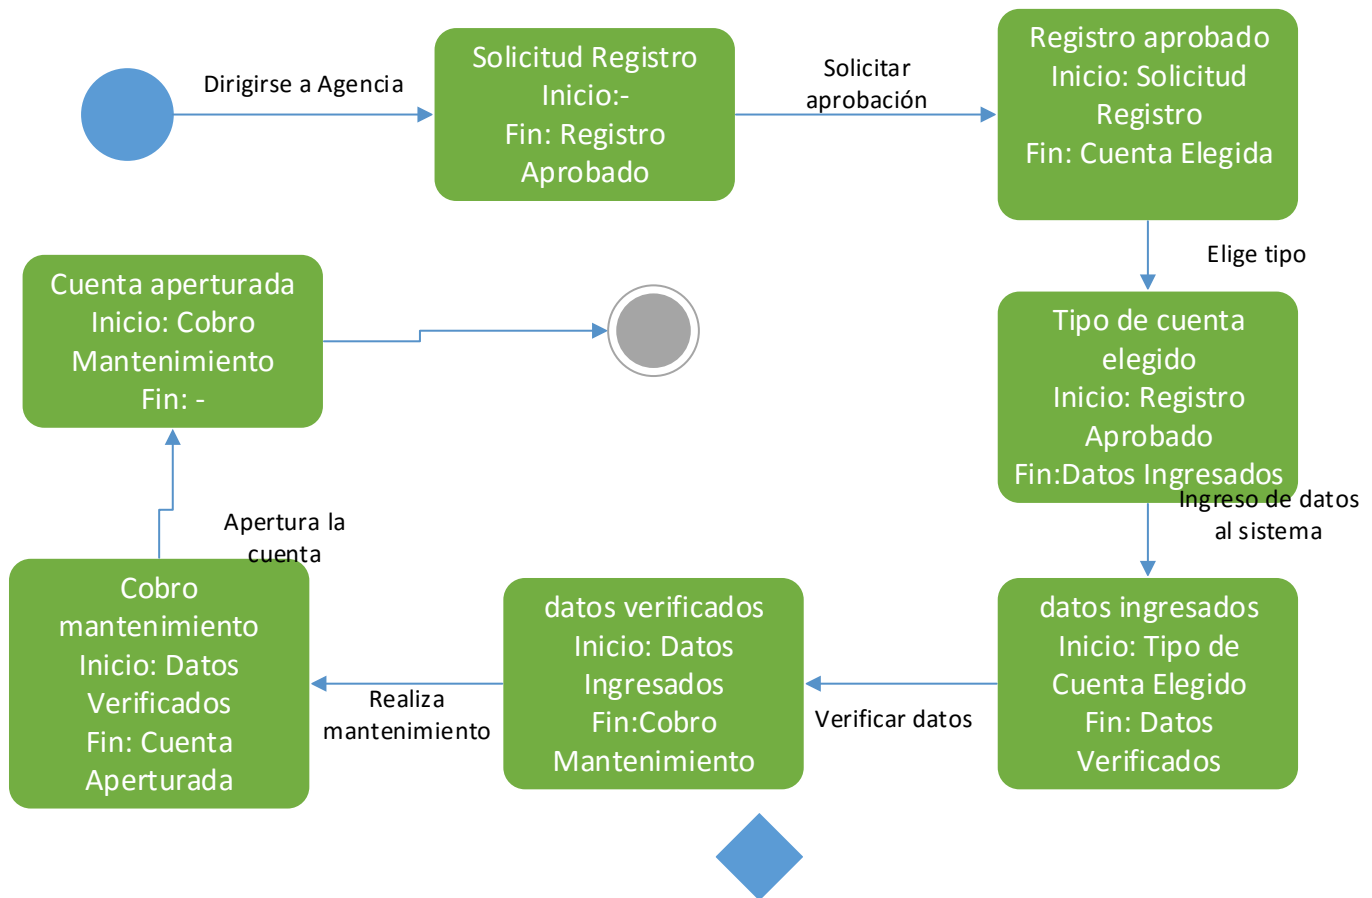 Dirigirse a Agencia
Solicitud Registro
Inicio:-
Fin: Registro
Aprobado
Solicitar
aprobación
Registro aprobado
Inicio: Solicitud
Registro
Fin: Cuenta Elegida
Elige tipo
Tipo de cuenta
elegido
Inicio: Registro
Aprobado
Fin:Datos Ingresados
Ingreso de datos
al sistema
datos ingresados
Inicio: Tipo de
Cuenta Elegido
Fin: Datos
Verificados
Verificar datos
datos verificados
Inicio: Datos
Ingresados
Fin:Cobro
Mantenimiento
Realiza
mantenimiento
Cobro
mantenimiento
Inicio: Datos
Verificados
Fin: Cuenta
Aperturada
Apertura la
cuenta
Cuenta aperturada
Inicio: Cobro
Mantenimiento
Fin: -